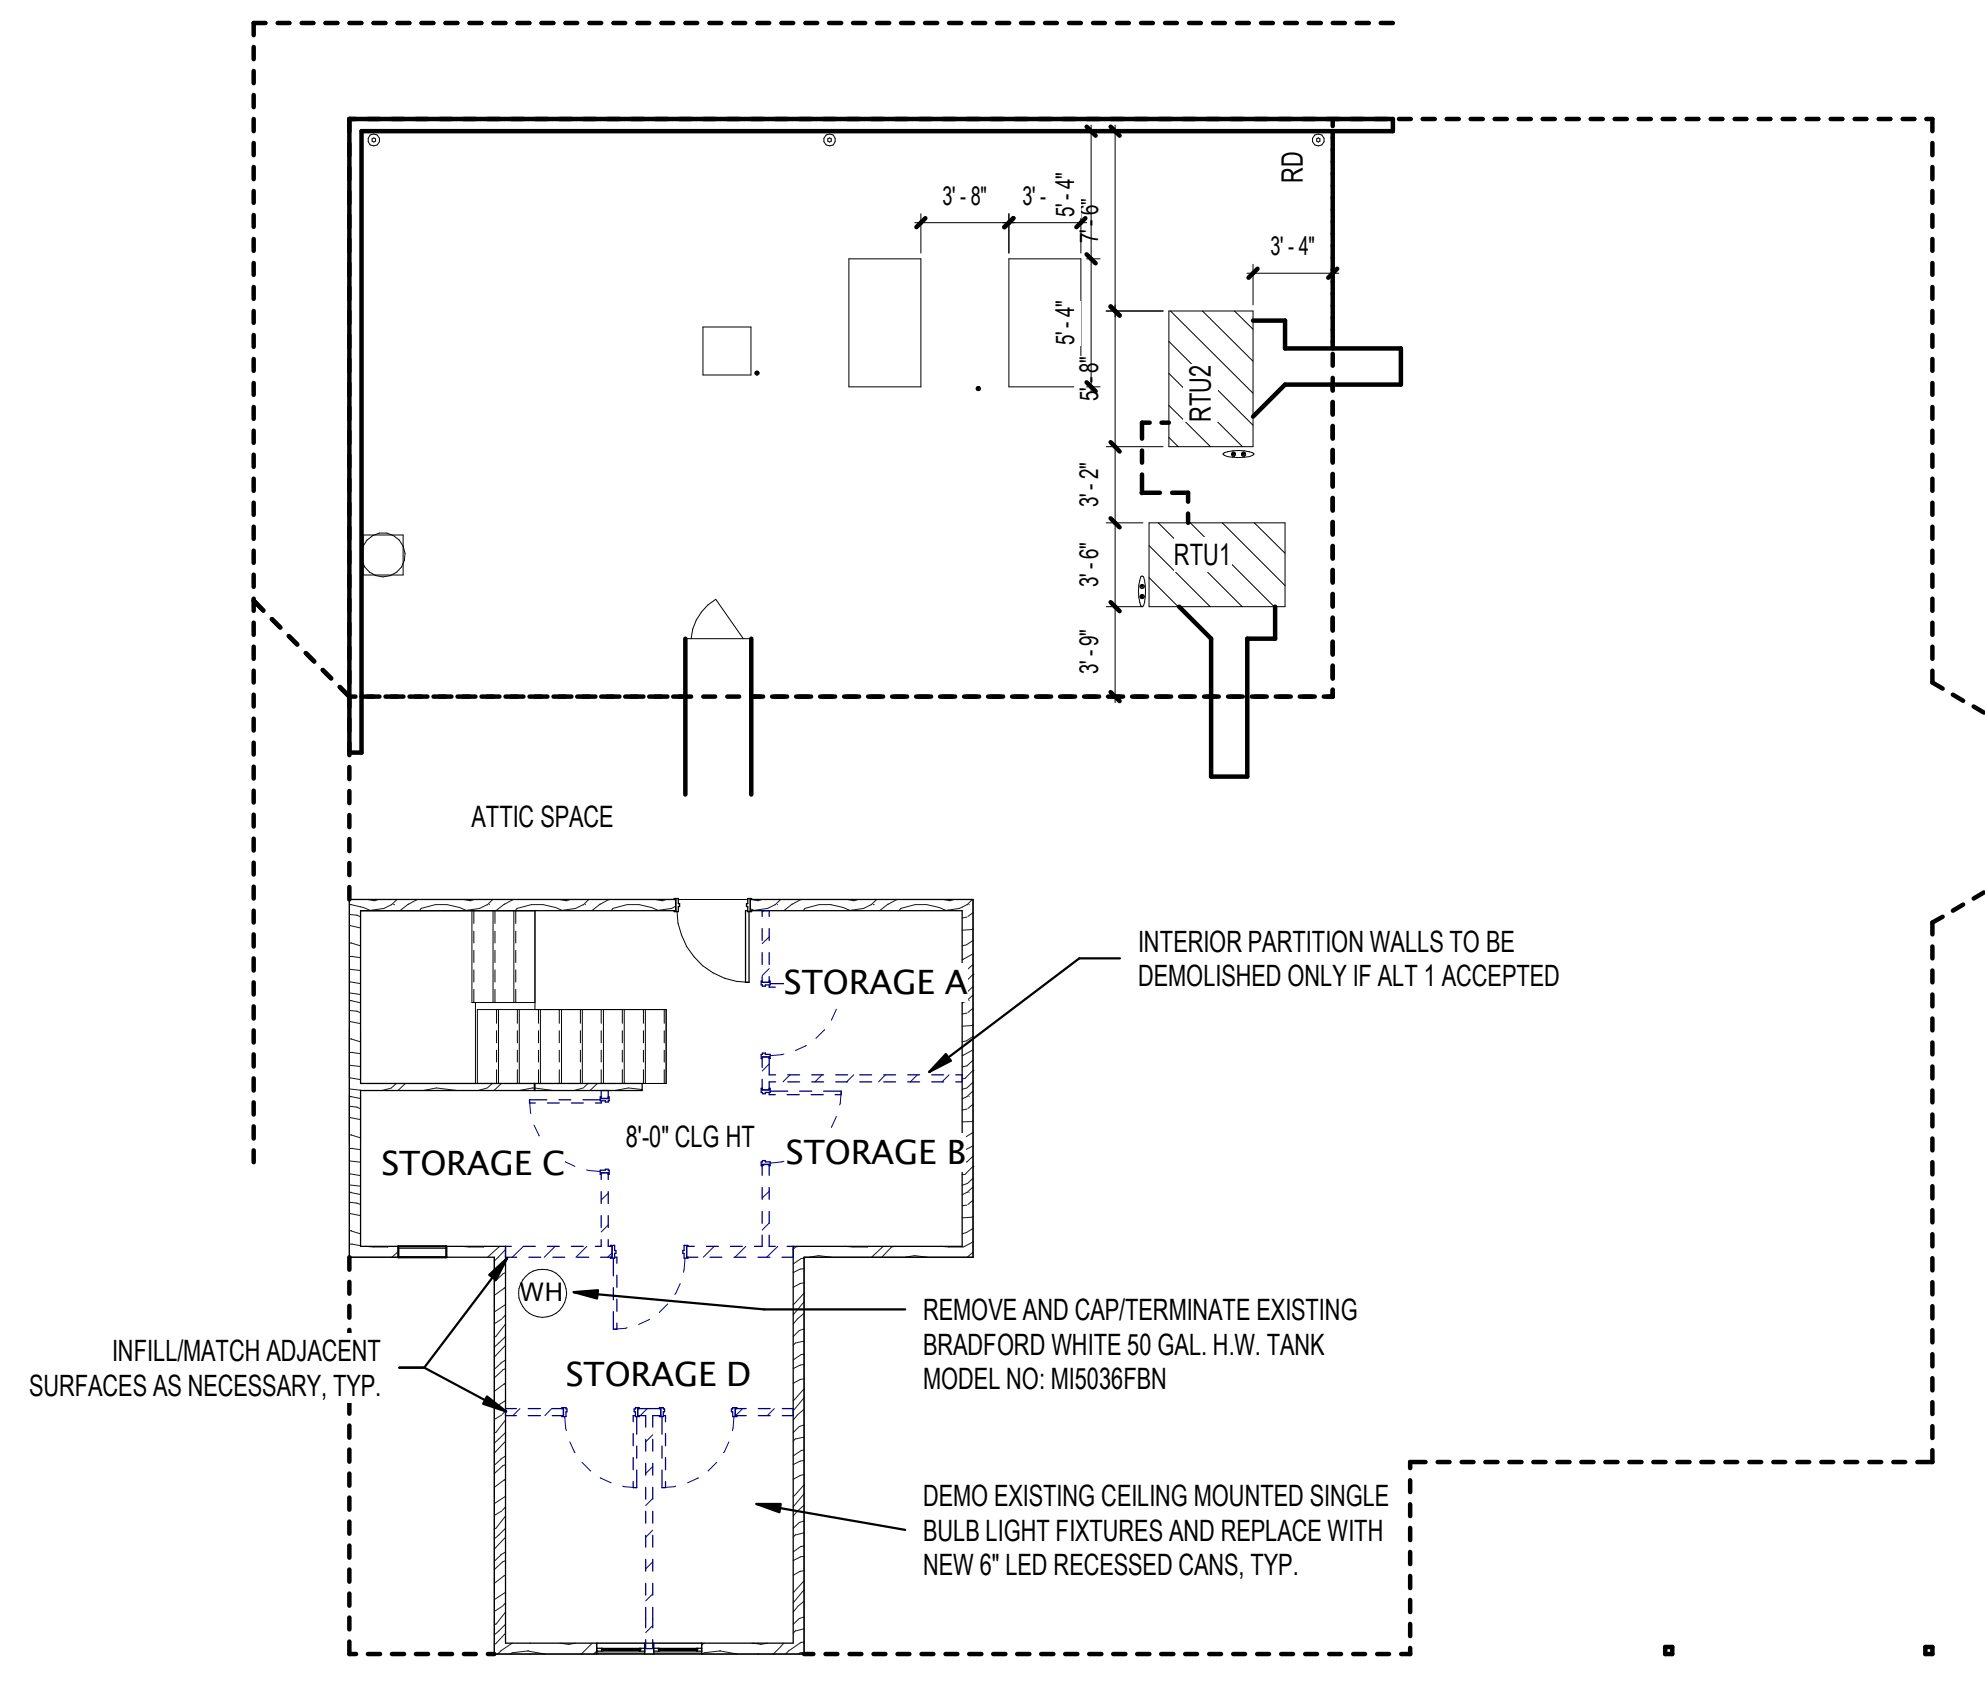 RD
3' - 8"
3' -
5' - 4"
7' - 6"
3' - 4"
5' - 4"
5' - 8"
RTU2
3' - 2"
3' - 6"
RTU1
3' - 9"
ATTIC SPACE
INTERIOR PARTITION WALLS TO BE
DEMOLISHED ONLY IF ALT 1 ACCEPTED
STORAGE A
8'-0" CLG HT
STORAGE B
STORAGE C
WH
REMOVE AND CAP/TERMINATE EXISTING
BRADFORD WHITE 50 GAL. H.W. TANK
MODEL NO: MI5036FBN
INFILL/MATCH ADJACENT
SURFACES AS NECESSARY, TYP.
STORAGE D
DEMO EXISTING CEILING MOUNTED SINGLE
BULB LIGHT FIXTURES AND REPLACE WITH
NEW 6" LED RECESSED CANS, TYP.